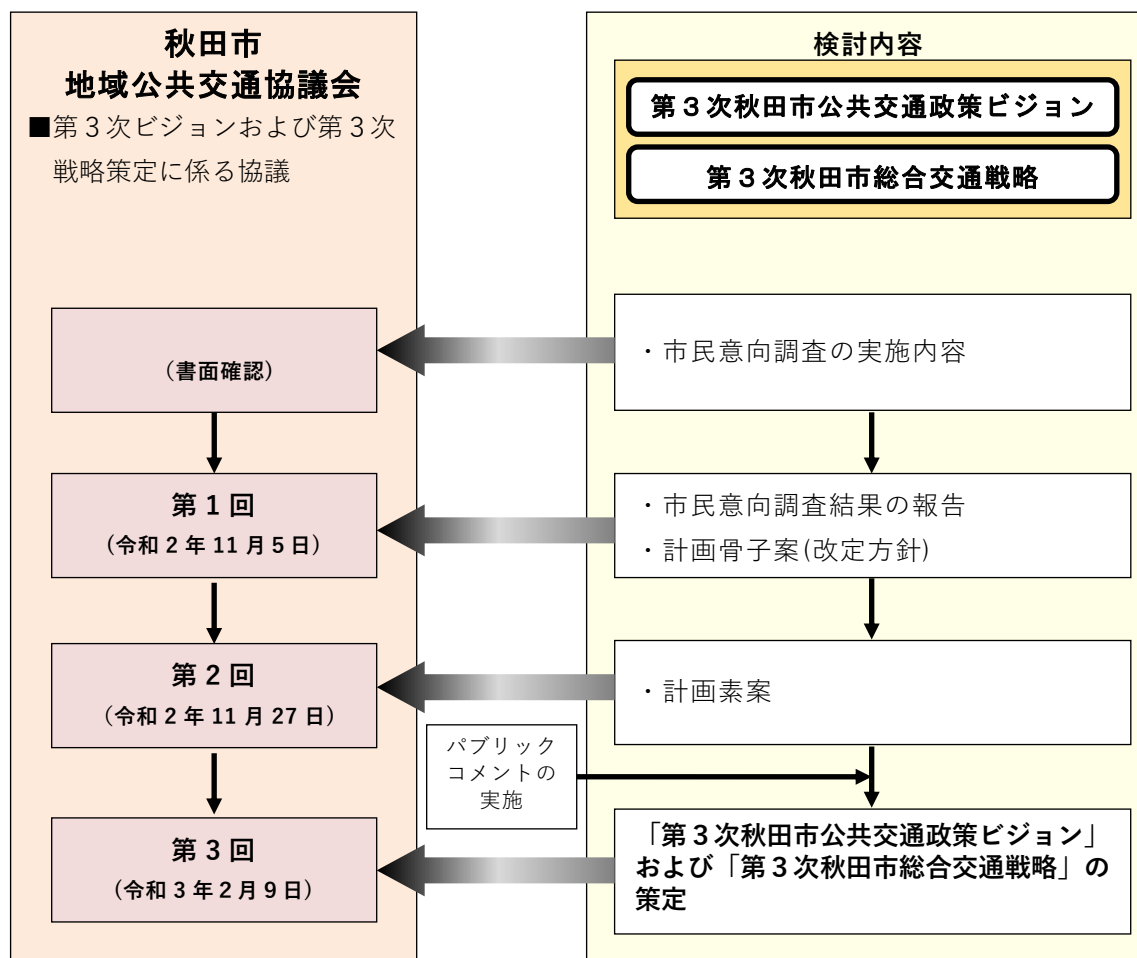 秋田市
地域公共交通協議会
■第３次ビジョンおよび第３次
戦略策定に係る協議
（書面確認）
第１回
（令和２年11月５日）
第２回
（令和２年11月27日）
第３回
（令和３年２月９日）
検討内容
第３次秋田市公共交通政策ビジョン
第３次秋田市総合交通戦略
・市民意向調査の実施内容
・市民意向調査結果の報告
・計画骨子案(改定方針)
・計画素案
パブリック
コメントの
実施
「第３次秋田市公共交通政策ビジョン」
および「第３次秋田市総合交通戦略」の
策定